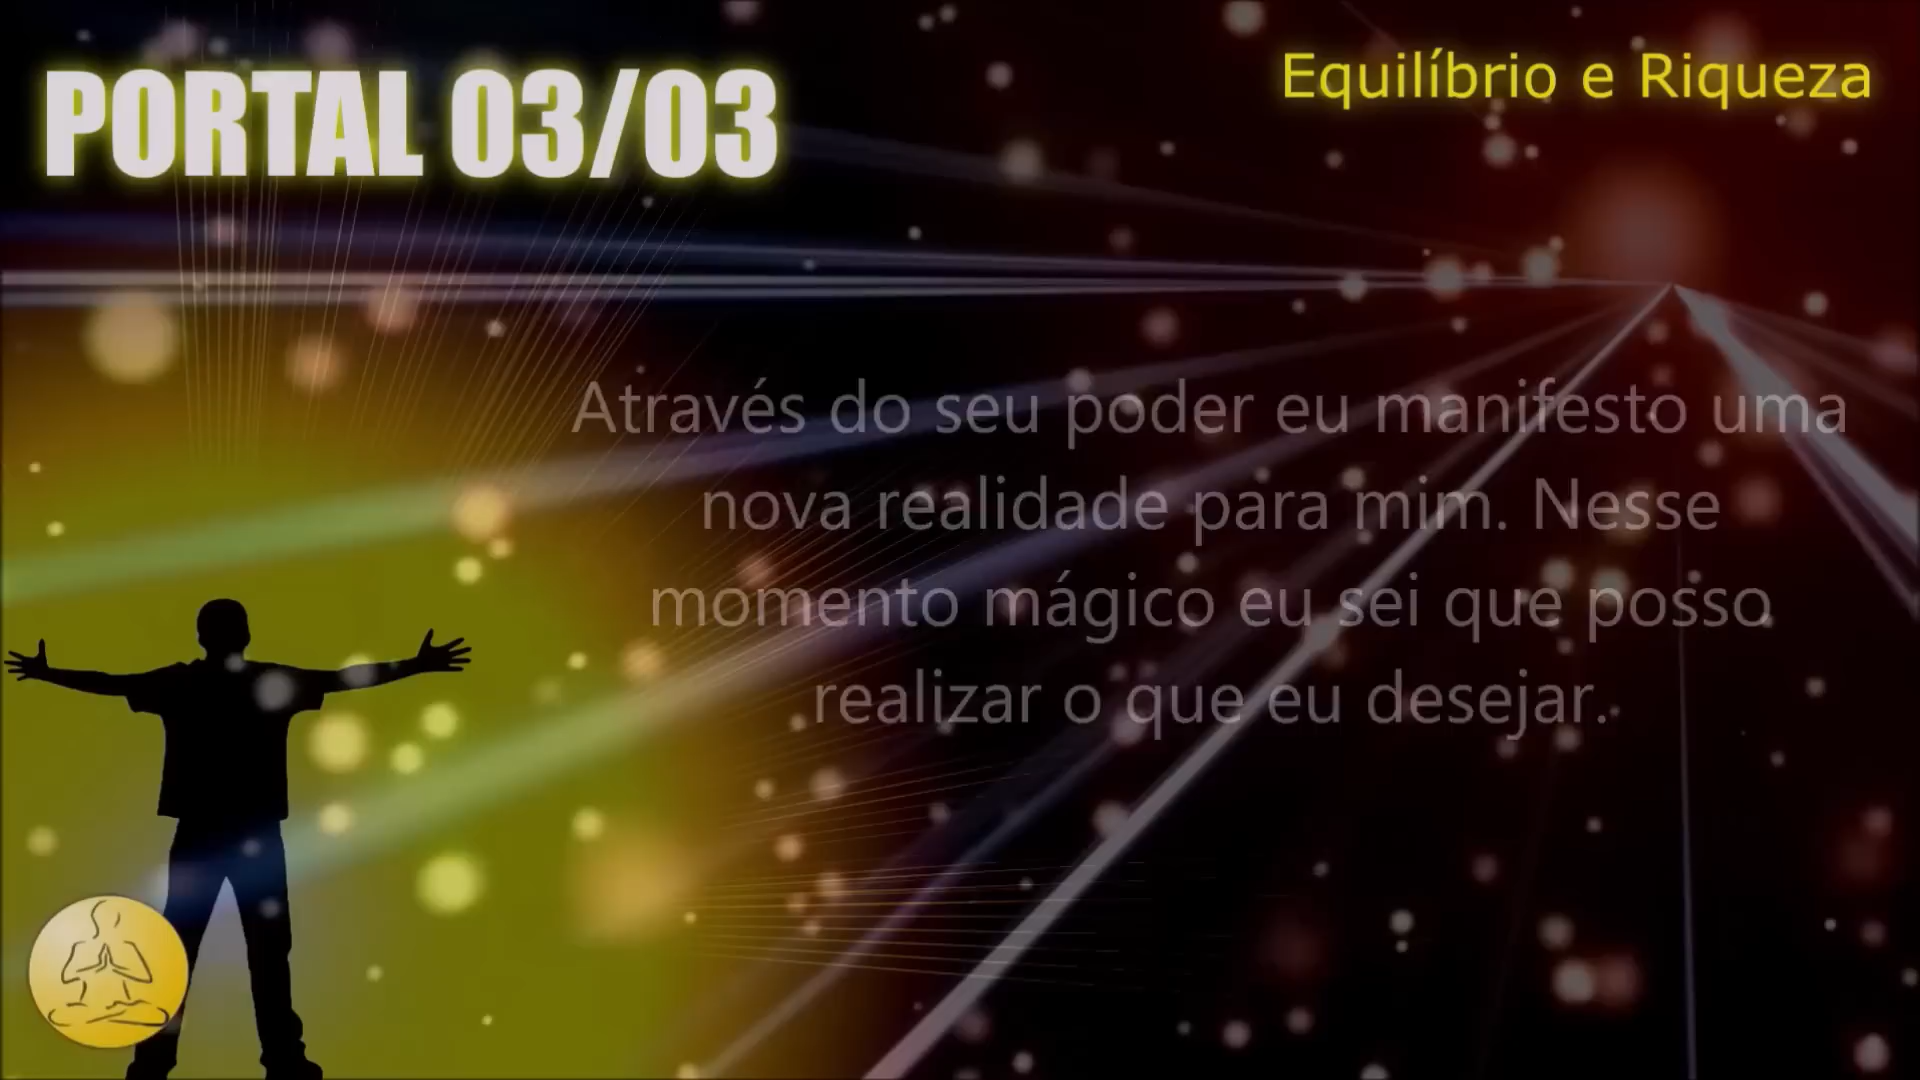 PORTAL 03/03
Equilíbrio e Riqueza
Através do seu poder eu manifesto uma
nova realidade para mim. Nesse
momento mágico eu sei que posso
realizar o que eu desejar.